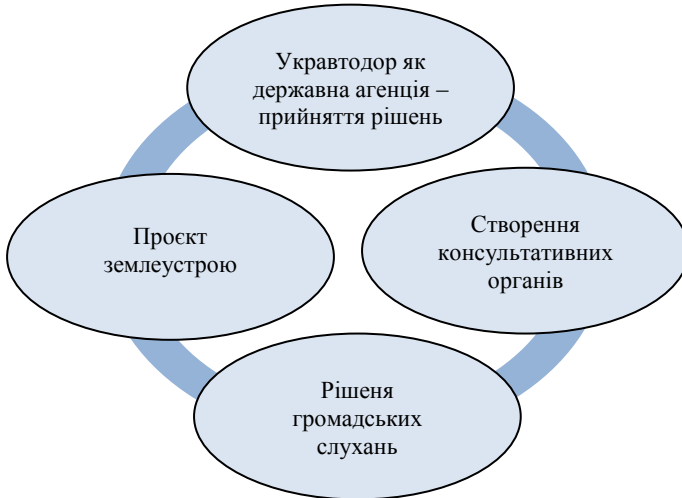 Укравтодор як
державна агенція –
прийняття рішень
Створення
консультативних
органів
Рішеня
громадських
слухань
Проєкт
землеустрою